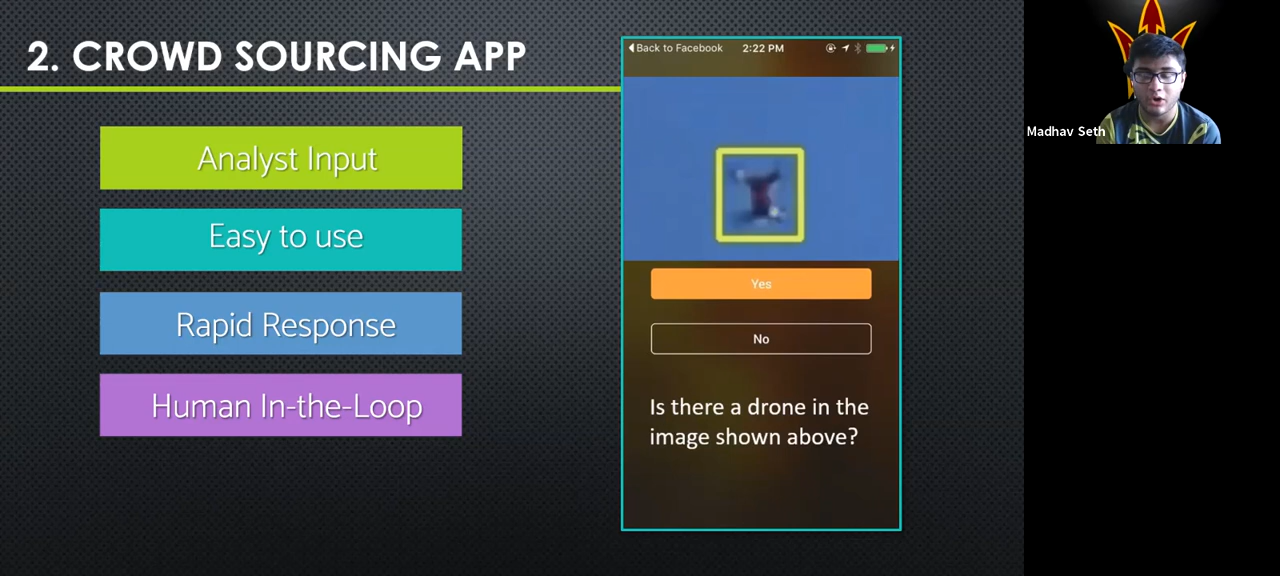 2. CROWD SOURCING APP
Analyst Input
Easy to use
Rapid Response
Human In-the-Loop
Back to Facebook 2:22 PM
Yes
No
Is there a drone in the
image shown above?
Madhav Seth